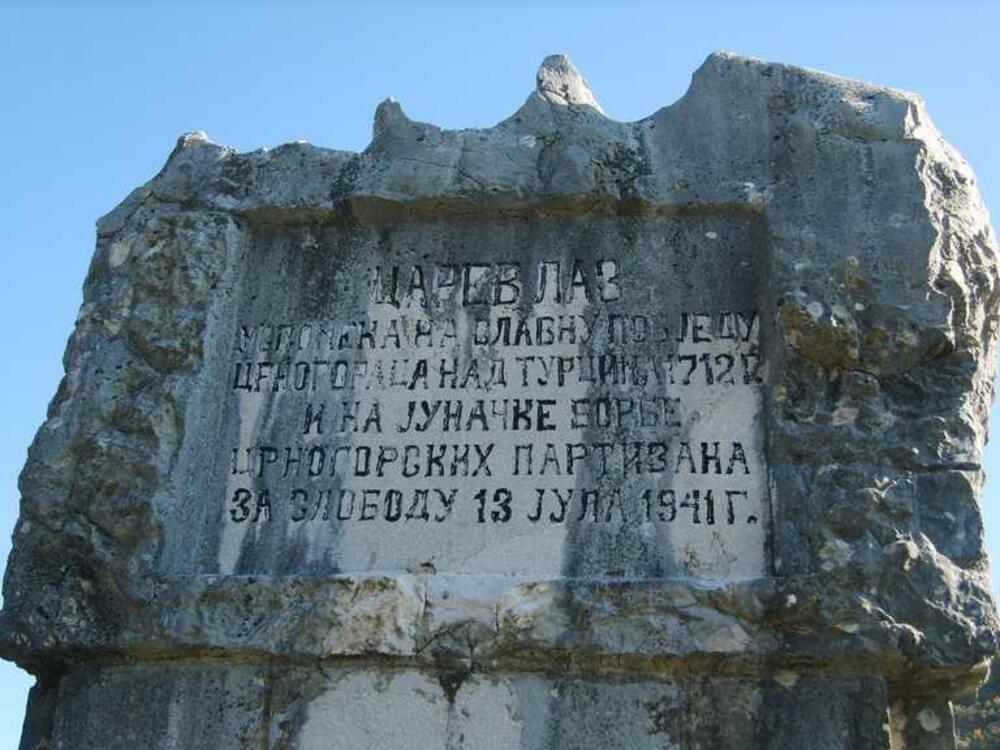 ЦАРЕВ ЛАЗ
УСПОМЕНА НА СЛАВНУ ПОБЈЕДУ
ЦРНОГОРАЦА НАД ТУРЦИМА 1712 Г.
И НА ЈУНАЧКЕ БОРБЕ
ЦРНОГОРСКИХ ПАРТИЗАНА
ЗА СЛОБОДУ 13 ЈУЛА 1941 Г.